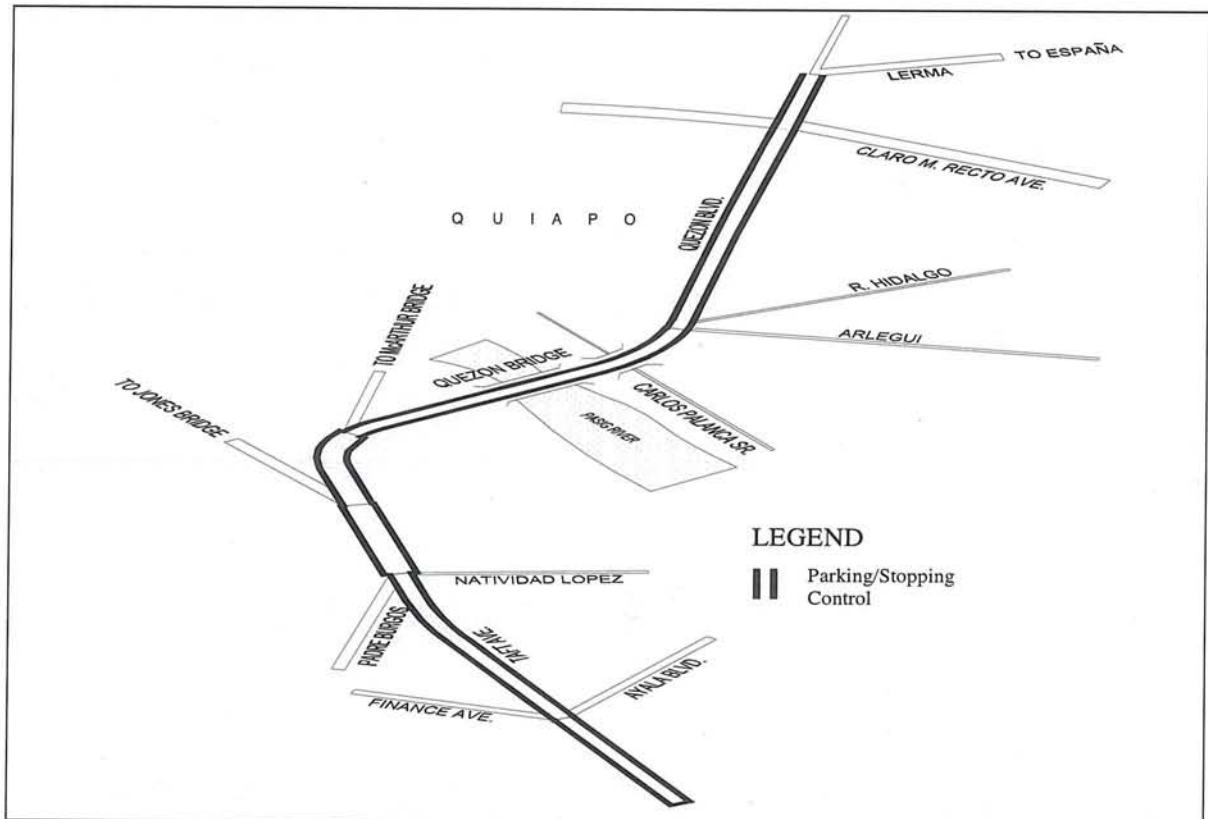 TO ESPAÑA
LERMA
CLARO M. RECTO AVE.
QUEZON BLVD.
Q U I A P O
R. HIDALGO
ARLEGUI
TO McARTHUR BRIDGE
QUEZON BRIDGE
TO JONES BRIDGE
CARLOS PALANCA SR.
PASIG RIVER
LEGEND
Parking/Stopping
Control
NATIVIDAD LOPEZ
PADRE BURGOS
TAFT AVE.
AYALA BLVD.
FINANCE AVE.